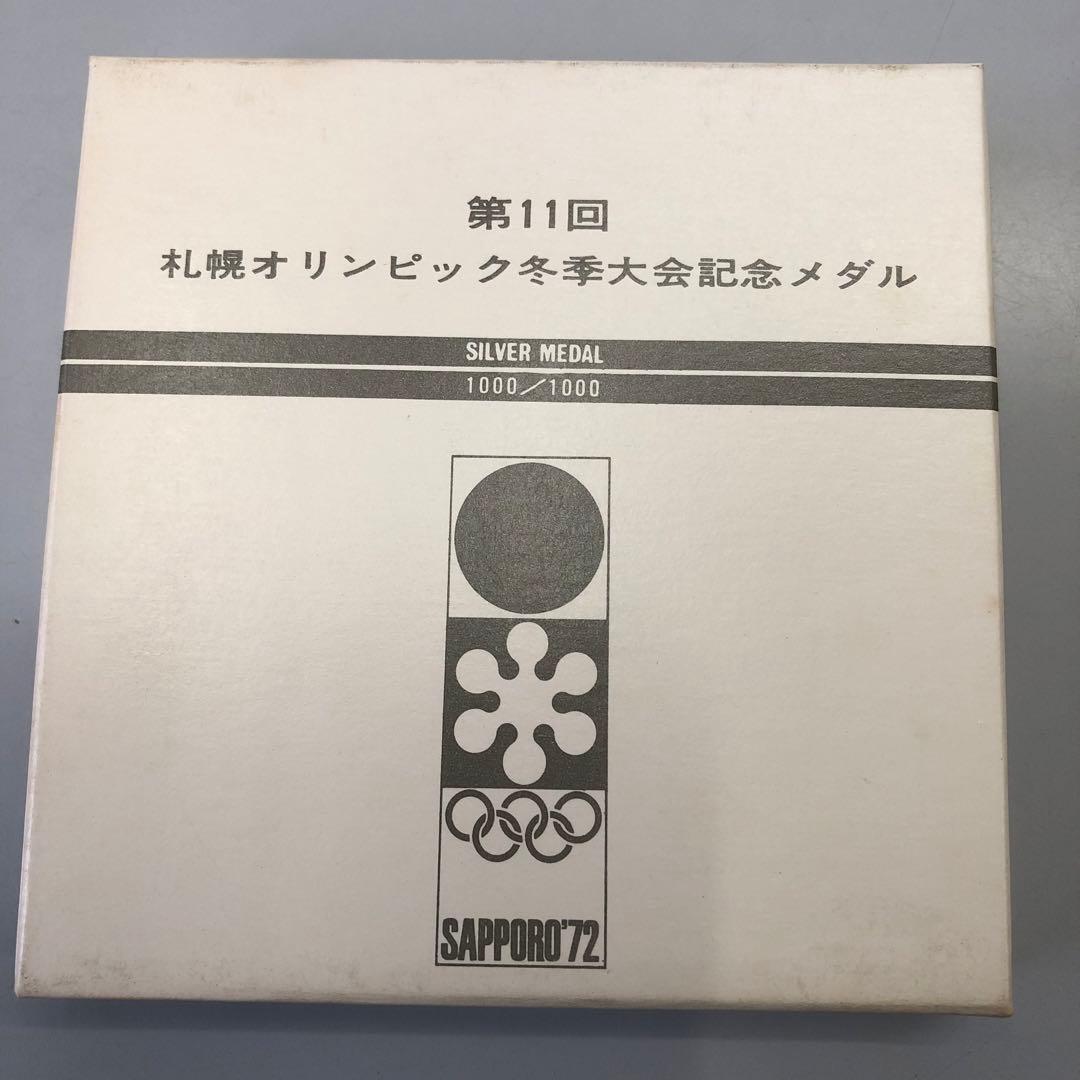 第11回
札幌オリンピック冬季大会記念メダル
SILVER MEDAL
1000/1000
SAPPORO'72